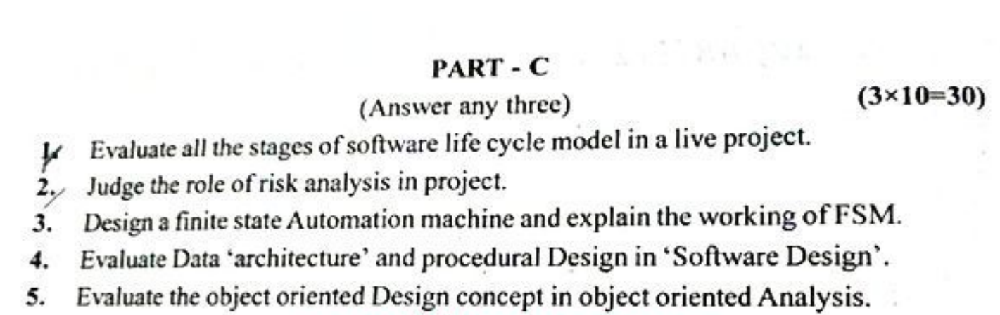 PART - C
(Answer any three)
(3×10=30)
1. Evaluate all the stages of software life cycle model in a live project.
2. Judge the role of risk analysis in project.
3. Design a finite state Automation machine and explain the working of FSM.
4. Evaluate Data ‘architecture’ and procedural Design in ‘Software Design’.
5. Evaluate the object oriented Design concept in object oriented Analysis.